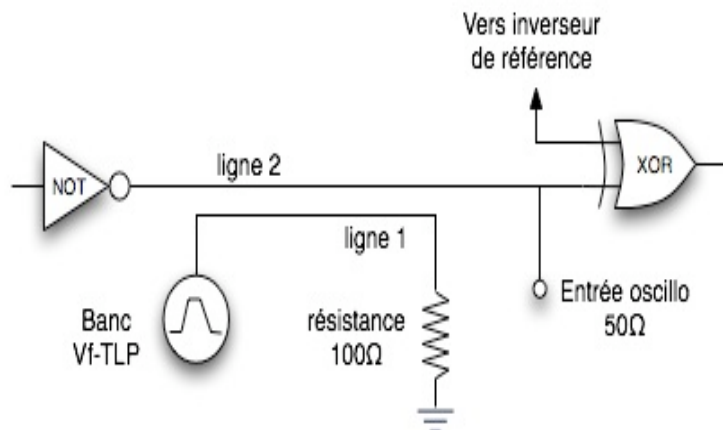 Vers inverseur
de référence
NOT
ligne 2
XOR
ligne 1
Banc
Vf-TLP
résistance
100Ω
Entrée oscillo
50Ω